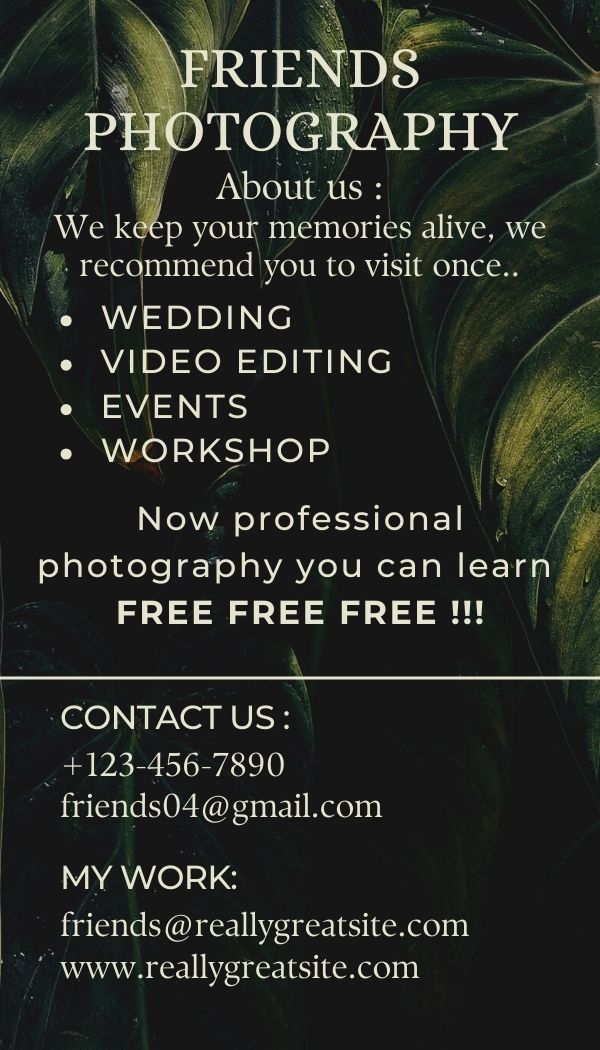 FRIENDS
PHOTOGRAPHY
About us :
We keep your memories alive, we
recommend you to visit once..
• WEDDING
• VIDEO EDITING
• EVENTS
• WORKSHOP
Now professional
photography you can learn
FREE FREE FREE !!!
CONTACT US :
+123-456-7890
friends04@gmail.com
MY WORK:
friends@reallygreatsite.com
www.reallygreatsite.com